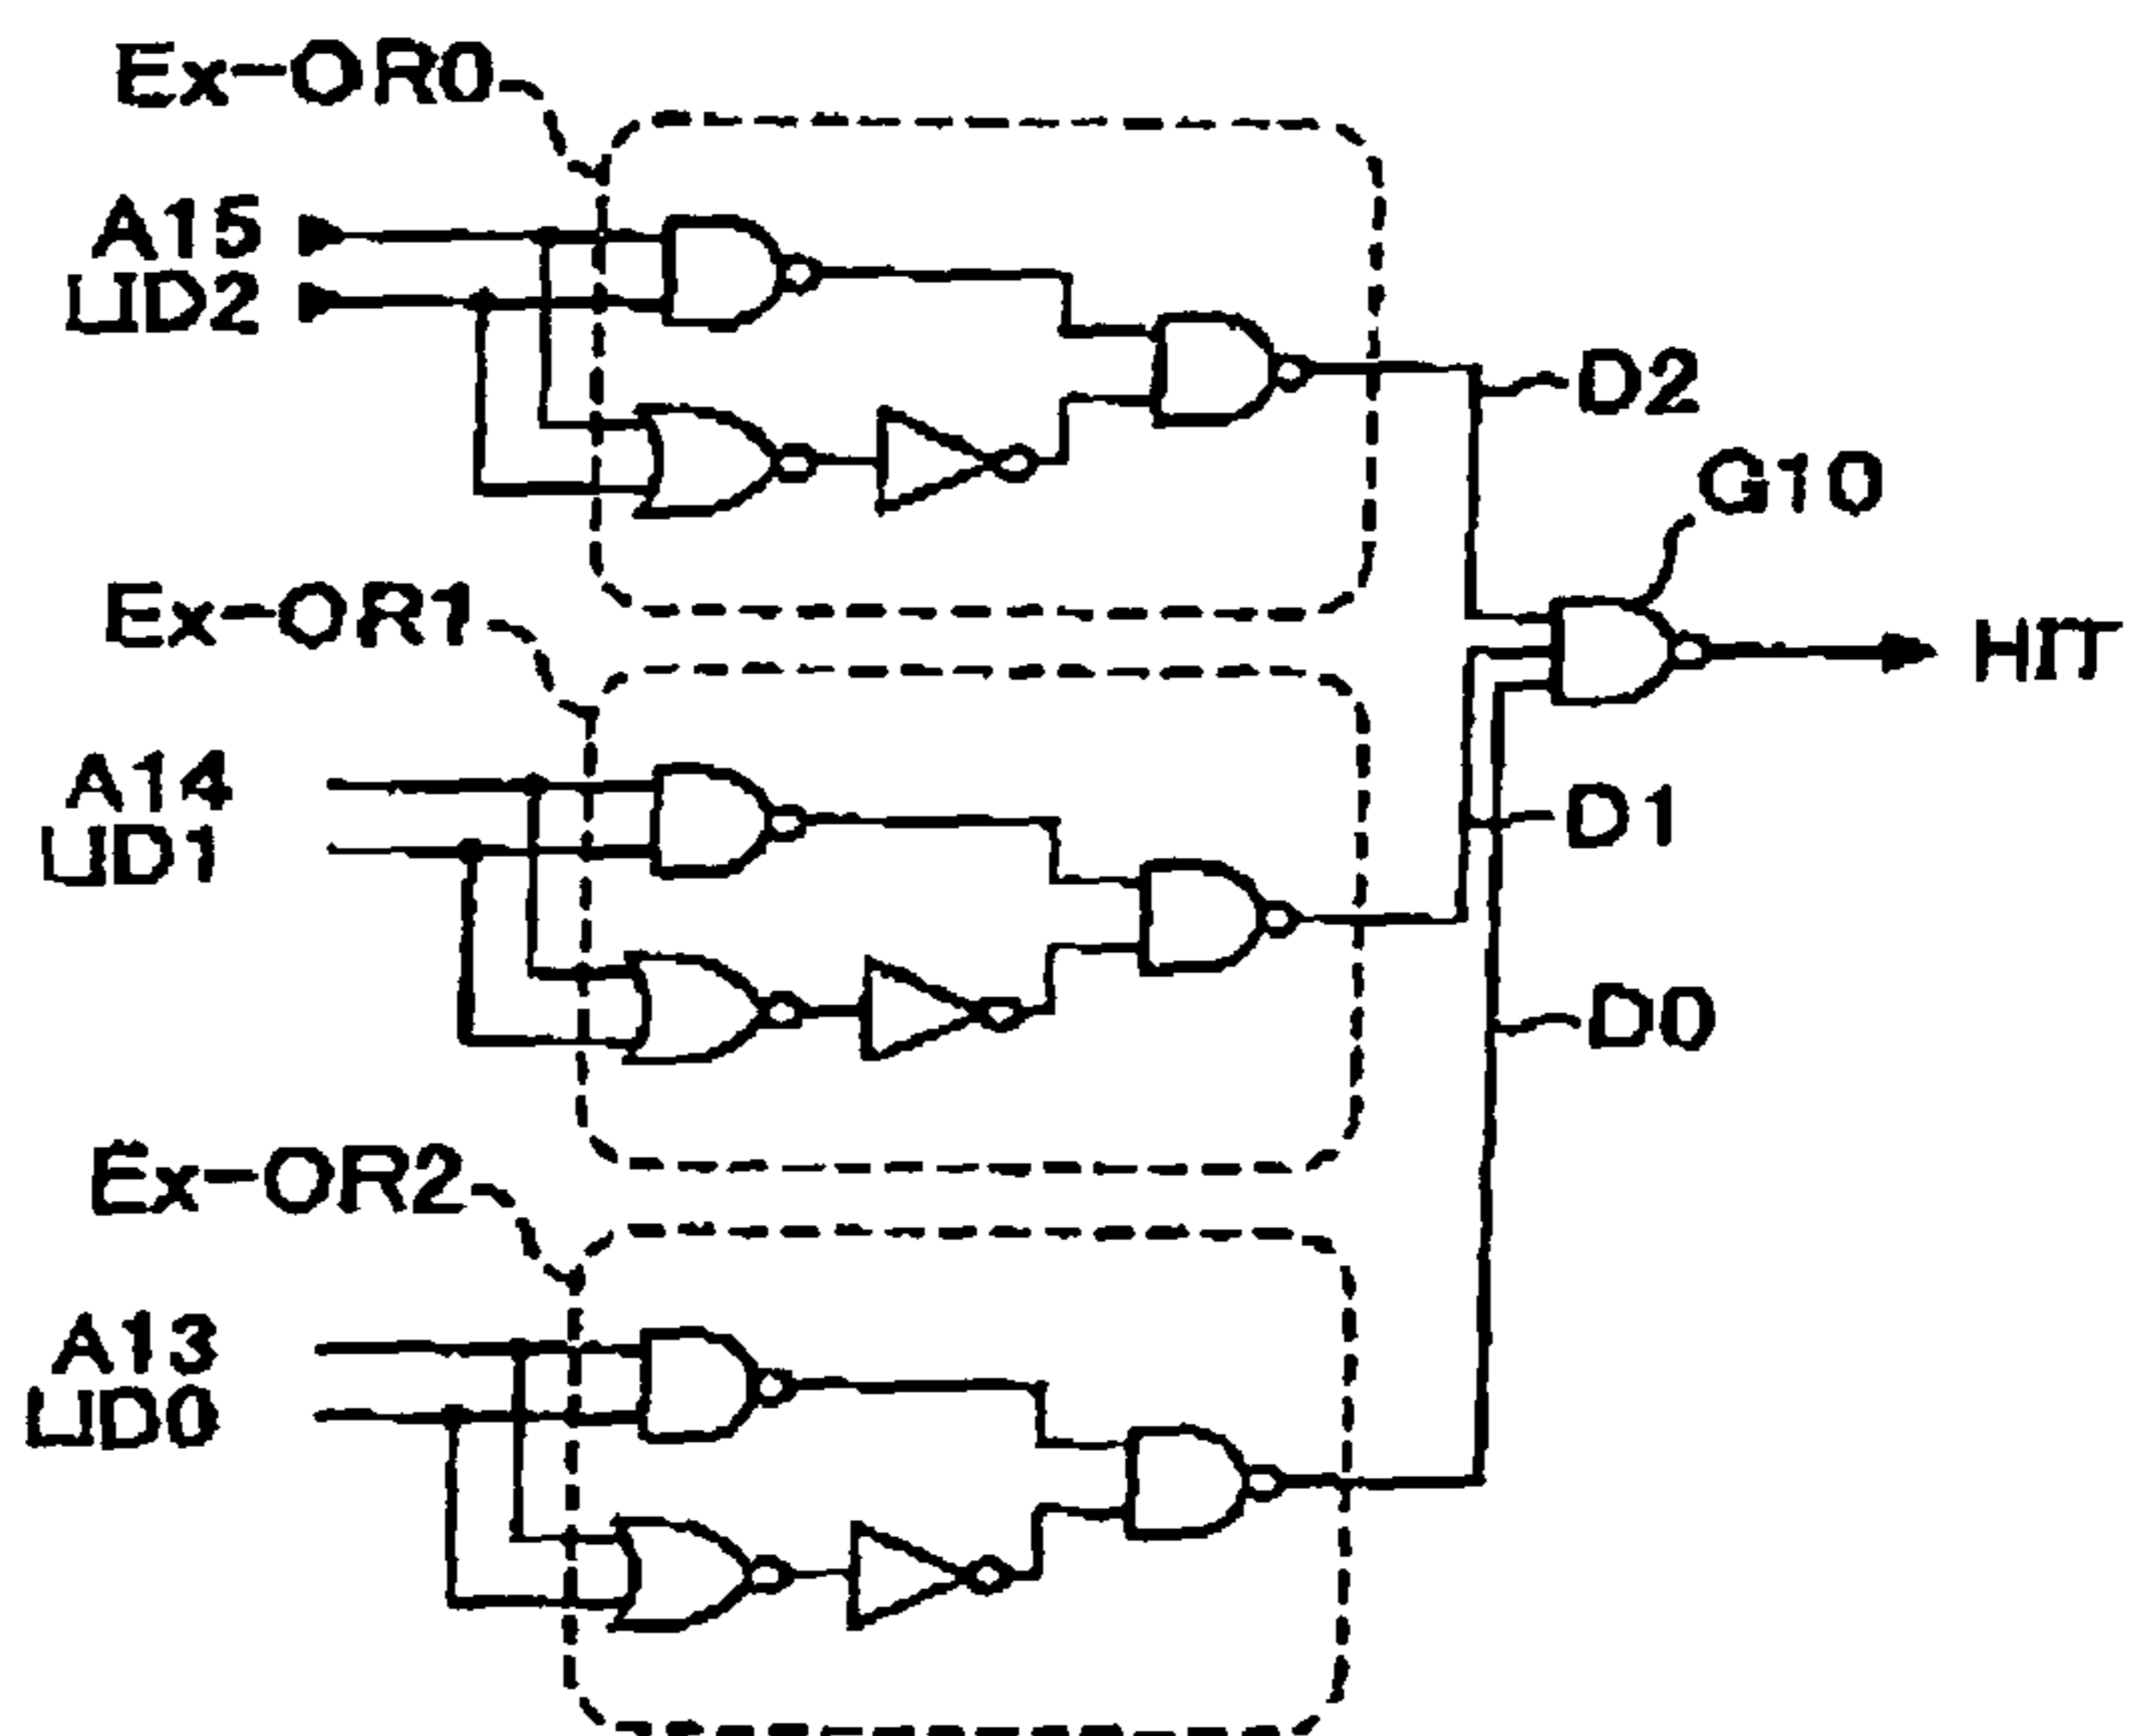 Ex-OR0
A15
UD2
D2
G10
Ex-OR1
HIT
A14
UD1
D1
D0
Ex-OR2
A13
UD0